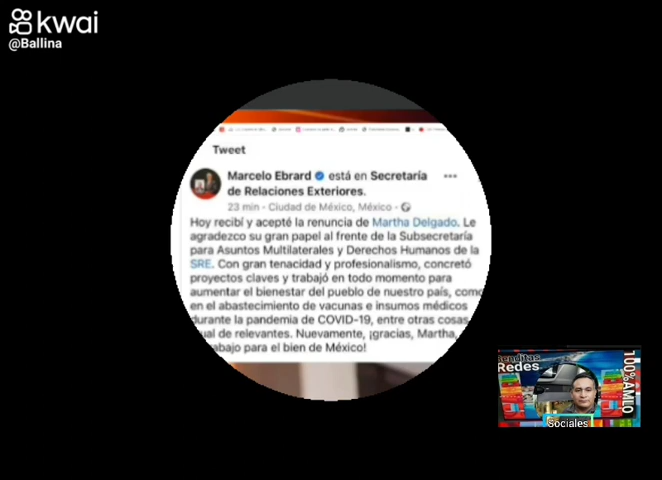 kwai
@Ballina
Tweet
Marcelo Ebrard está en Secretaría
de Relaciones Exteriores.
23 min · Ciudad de México, México ·
Hoy recibí y acepté la renuncia de Martha Delgado. Le
agradezco su gran papel al frente de la Subsecretaría
para Asuntos Multilaterales y Derechos Humanos de la
SRE. Con gran tenacidad y profesionalismo, concretó
proyectos claves y trabajó en todo momento para
aumentar el bienestar del pueblo de nuestro país, como
en el abastecimiento de vacunas e insumos médicos
durante la pandemia de COVID-19, entre otras cosas
ual de relevantes. Nuevamente, ¡gracias, Martha,
abajo para el bien de México!
enditas
Redes
100%AMLO
Sociales